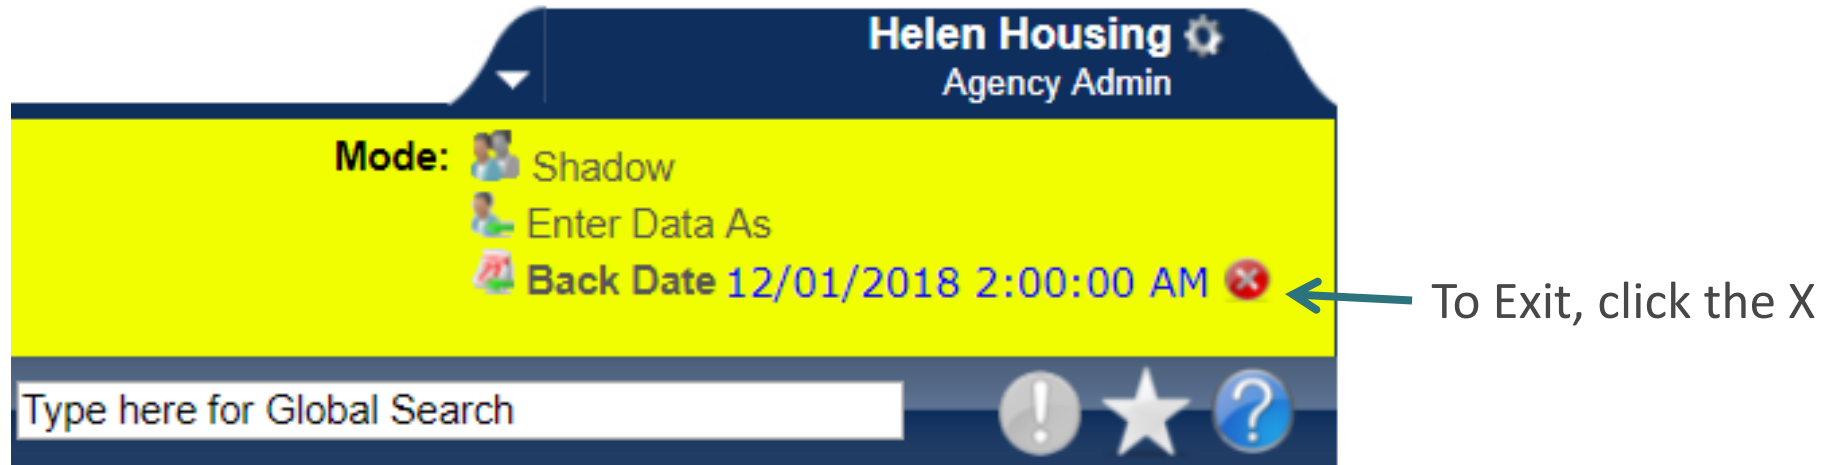 Helen Housing
Agency Admin
Mode: Shadow
Enter Data As
Back Date 12/01/2018 2:00:00 AM
To Exit, click the X
Type here for Global Search